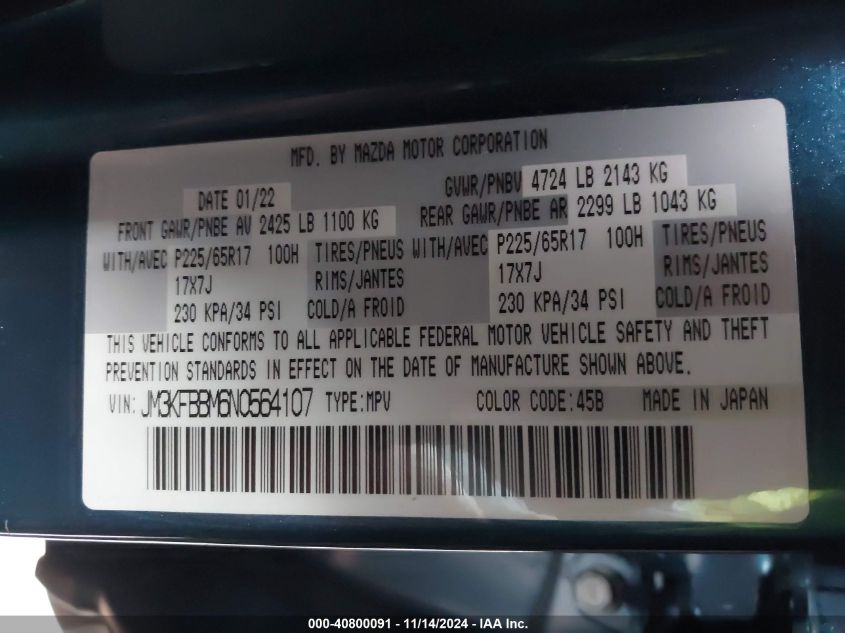 MFD. BY MAZDA MOTOR CORPORATION
DATE 01/22 GVWR/PNBV 4724 LB 2143 KG
FRONT GAWR/PNBE AV 2425 LB 1100 KG REAR GAWR/PNBE AR 2299 LB 1043 KG
WITH/AVEC P225/65R17 100H TIRES/PNEUS WITH/AVEC P225/65R17 100H TIRES/PNEUS
17X7J RIMS/JANTES 17X7J RIMS/JANTES
230 KPA/34 PSI COLD/A FROID 230 KPA/34 PSI COLD/A FROID
THIS VEHICLE CONFORMS TO ALL APPLICABLE FEDERAL MOTOR VEHICLE SAFETY AND THEFT
PREVENTION STANDARDS IN EFFECT ON THE DATE OF MANUFACTURE SHOWN ABOVE.
VIN: JM3KFBBM6N0564107 TYPE:MPV COLOR CODE:45B MADE IN JAPAN
000-40800091 - 11/14/2024 - IAA Inc.